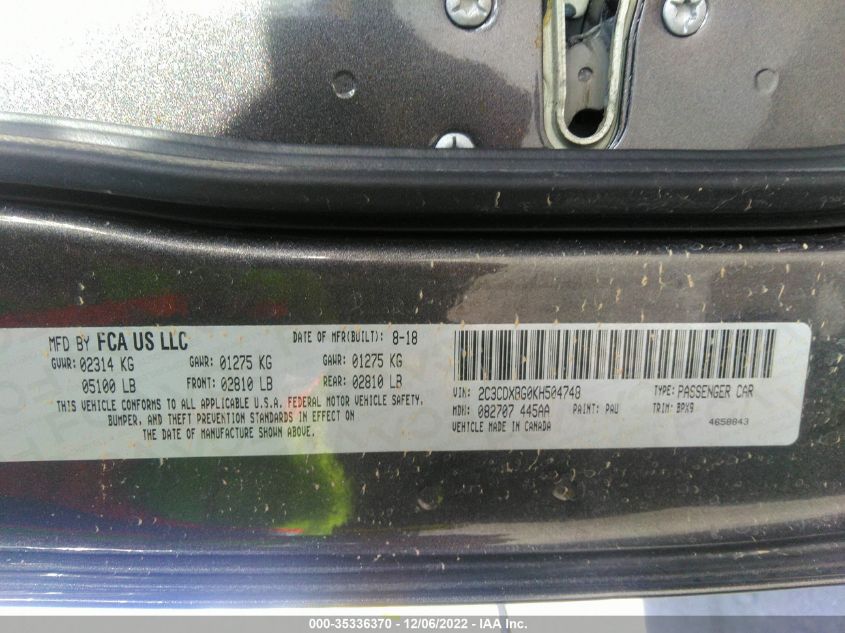 MFD BY FCA US LLC DATE OF MFR(BUILT): 8-18
GVWR: 02314 KG GAWR: 01275 KG GAWR: 01275 KG
05100 LB FRONT: 02810 LB REAR: 02810 LB
THIS VEHICLE CONFORMS TO ALL APPLICABLE U.S.A. FEDERAL MOTOR VEHICLE SAFETY,
BUMPER, AND THEFT PREVENTION STANDARDS IN EFFECT ON
THE DATE OF MANUFACTURE SHOWN ABOVE.
VIN: 2C3CDXBG0KH504748 TYPE: PASSENGER CAR
MDH: 082707 445AA PAINT: PAU TRIM: BPX9
VEHICLE MADE IN CANADA 4658843
000-35336370 - 12/06/2022 - IAA Inc.